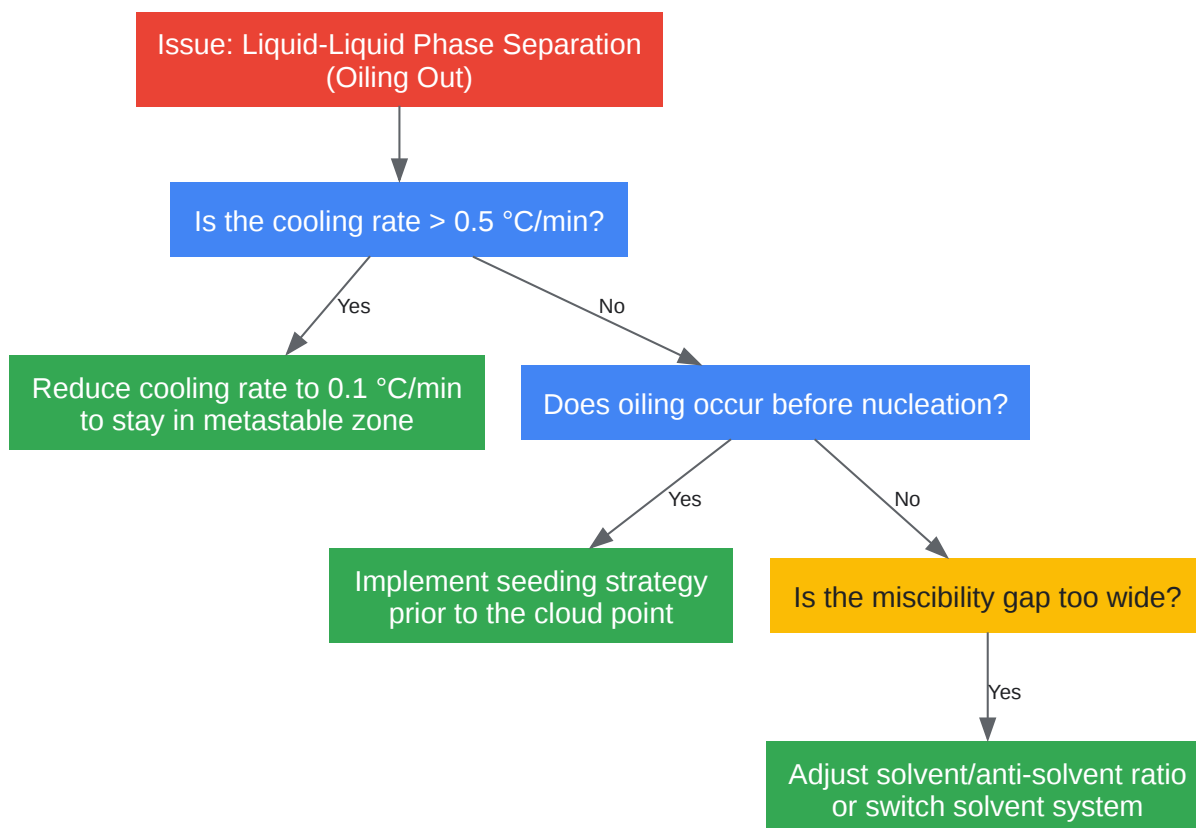 Issue: Liquid-Liquid Phase Separation
(Oiling Out)
Is the cooling rate > 0.5 °C/min?
Yes
No
Reduce cooling rate to 0.1 °C/min
to stay in metastable zone
Does oiling occur before nucleation?
Yes
No
Implement seeding strategy
prior to the cloud point
Is the miscibility gap too wide?
Yes
Adjust solvent/anti-solvent ratio
or switch solvent system